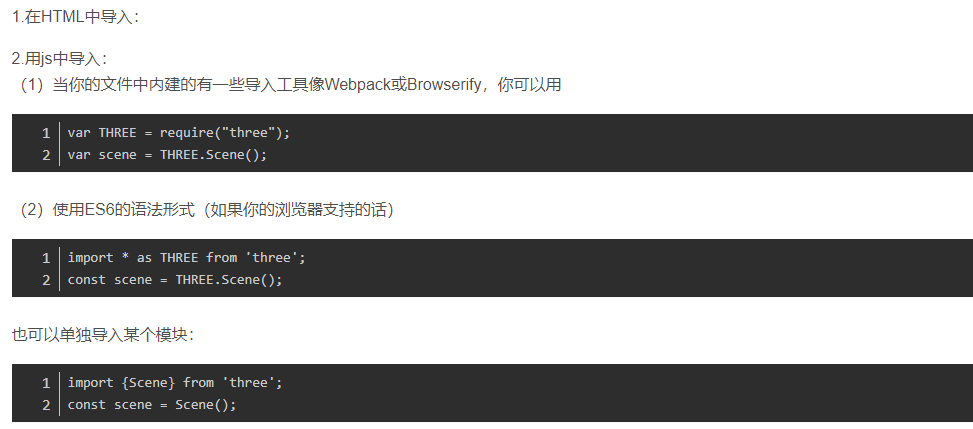 1.在HTML中导入：
2.用js中导入：
（1）当你的文件中内建的有一些导入工具像Webpack或Browserify，你可以用
1 var THREE = require("three");
2 var scene = THREE.Scene();
（2）使用ES6的语法形式（如果你的浏览器支持的话）
1 import * as THREE from 'three';
2 const scene = THREE.Scene();
也可以单独导入某个模块：
1 import {Scene} from 'three';
2 const scene = Scene();